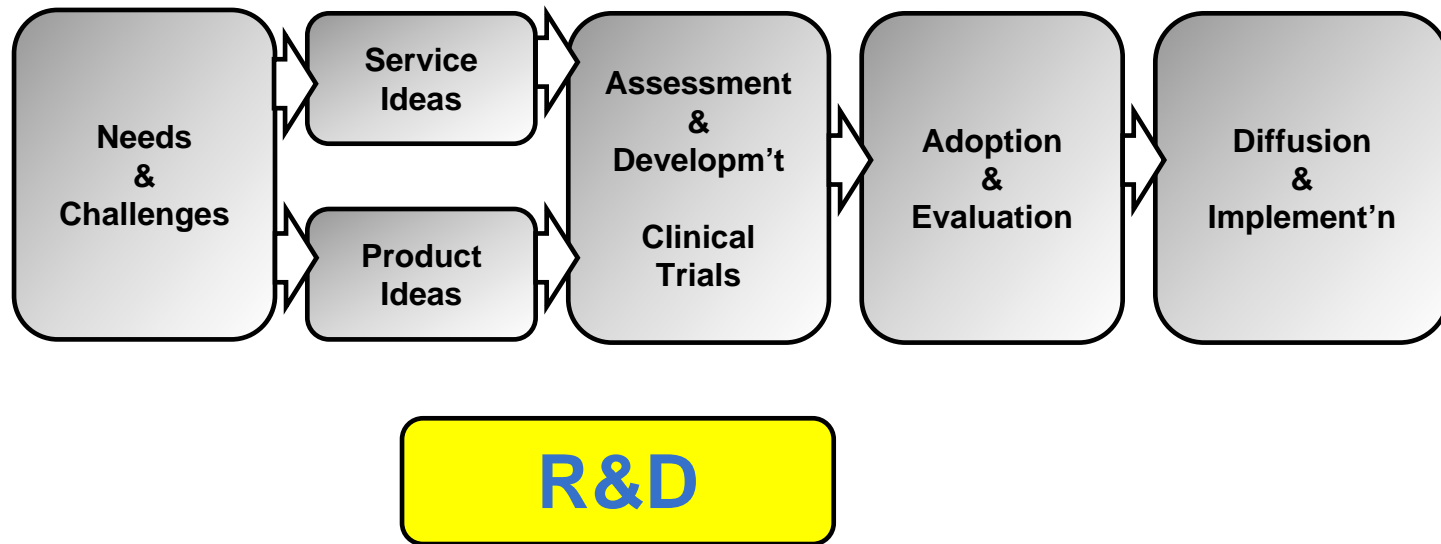 Needs
&
Challenges
Service
Ideas
Product
Ideas
Assessment
&
Developm’t
Clinical
Trials
Adoption
&
Evaluation
Diffusion
&
Implement’n
R&D